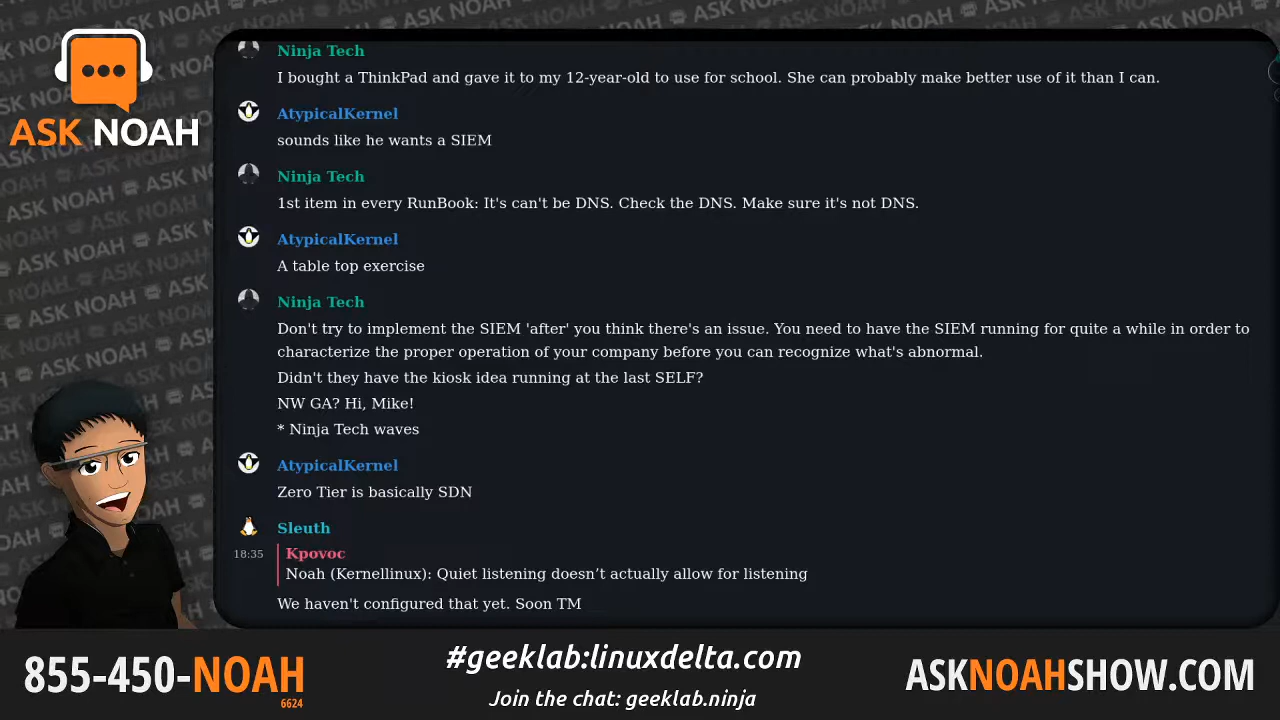 ASK NOAH
Ninja Tech
I bought a ThinkPad and gave it to my 12-year-old to use for school. She can probably make better use of it than I can.
AtypicalKernel
sounds like he wants a SIEM
Ninja Tech
1st item in every RunBook: It's can't be DNS. Check the DNS. Make sure it's not DNS.
AtypicalKernel
A table top exercise
Ninja Tech
Don't try to implement the SIEM 'after' you think there's an issue. You need to have the SIEM running for quite a while in order to
characterize the proper operation of your company before you can recognize what's abnormal.
Didn't they have the kiosk idea running at the last SELF?
NW GA? Hi, Mike!
* Ninja Tech waves
AtypicalKernel
Zero Tier is basically SDN
Sleuth
18:35 Kpovoc
Noah (Kernellinux): Quiet listening doesn’t actually allow for listening
We haven't configured that yet. Soon TM
855-450-NOAH
6624
#geeklab:linuxdelta.com
Join the chat: geeklab.ninja
ASKNOAHSHOW.COM